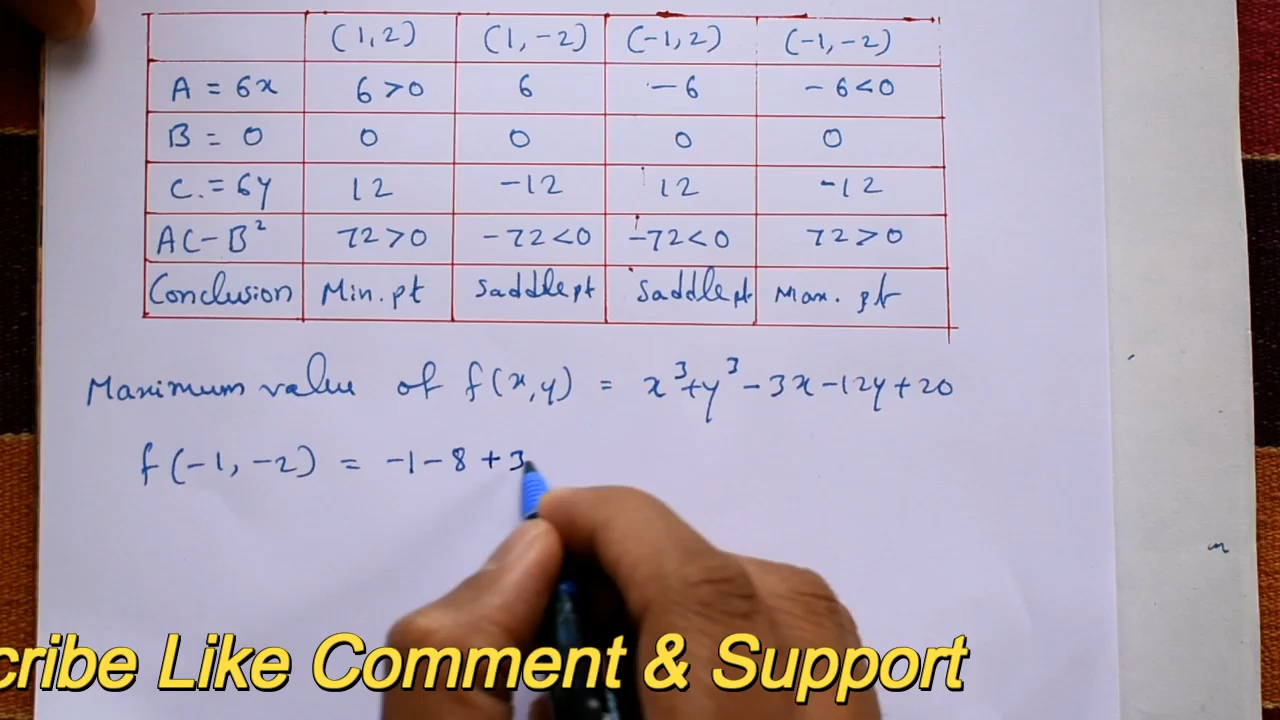 (1,2) (1,-2) (-1,2) (-1,-2)
A = 6x 6>0 6 -6 -6<0
B = 0 0 0 0 0
C = 6y 12 -12 12 -12
AC-B² 72>0 -72<0 -72<0 72>0
Conclusion Min. pt Saddle pt Saddle pt. Max. pt
Maximum value of f(x,y) = x³+y³-3x-12y+20
f(-1,-2) = -1-8+3
cribe Like Comment & Support